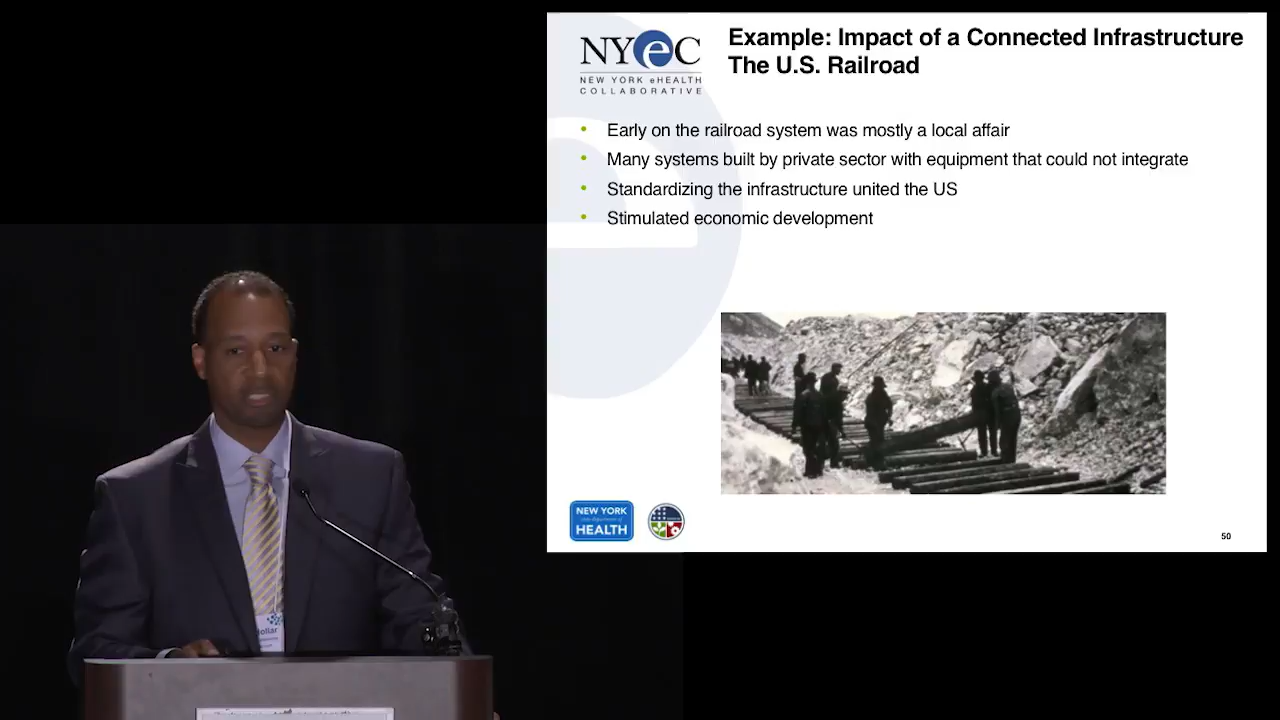 NYeC
NEW YORK eHEALTH
COLLABORATIVE
Example: Impact of a Connected Infrastructure
The U.S. Railroad
• Early on the railroad system was mostly a local affair
• Many systems built by private sector with equipment that could not integrate
• Standardizing the infrastructure united the US
• Stimulated economic development
NEW YORK
HEALTH
50